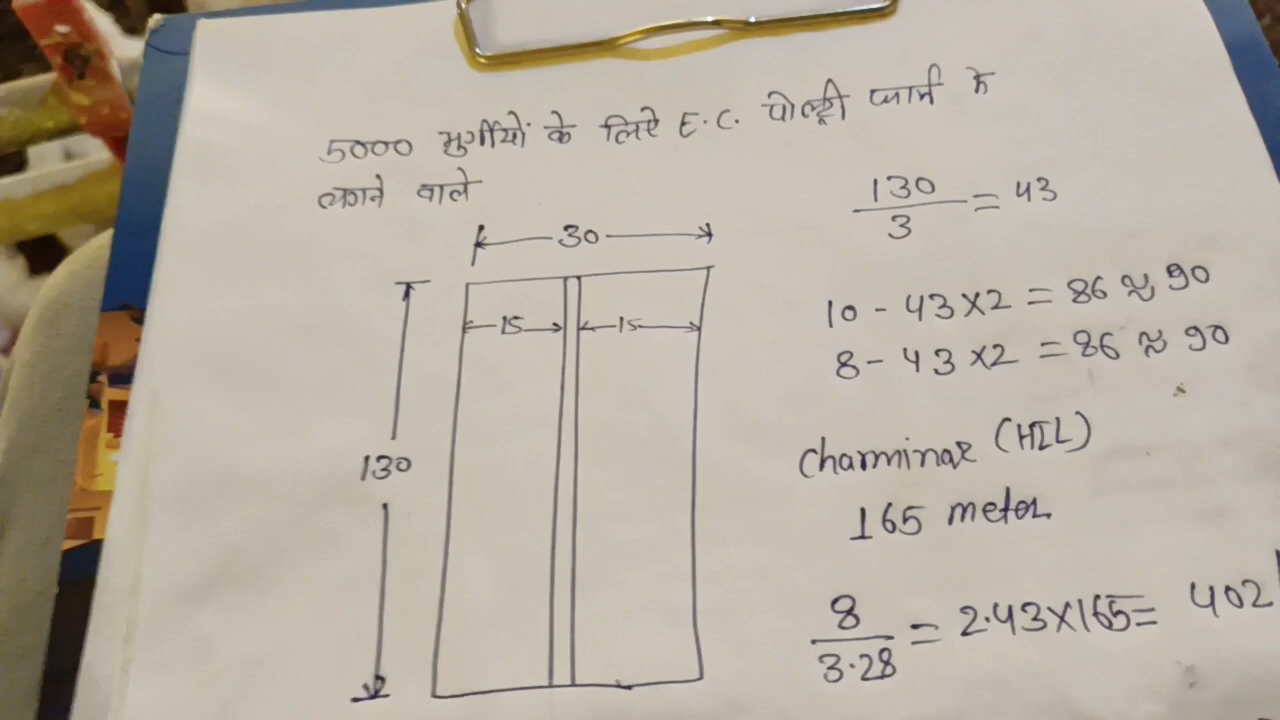 5000 मुर्गीयों के लिऐ E.C. पोल्ट्री फार्म में
लगने वाले
30
15
15
130
130/3 = 43
10 - 43×2 = 86 ≈ 90
8 - 43×2 = 86 ≈ 90
Charminar (HIL)
165 meter
8/3.28 = 2.43×165 = 402